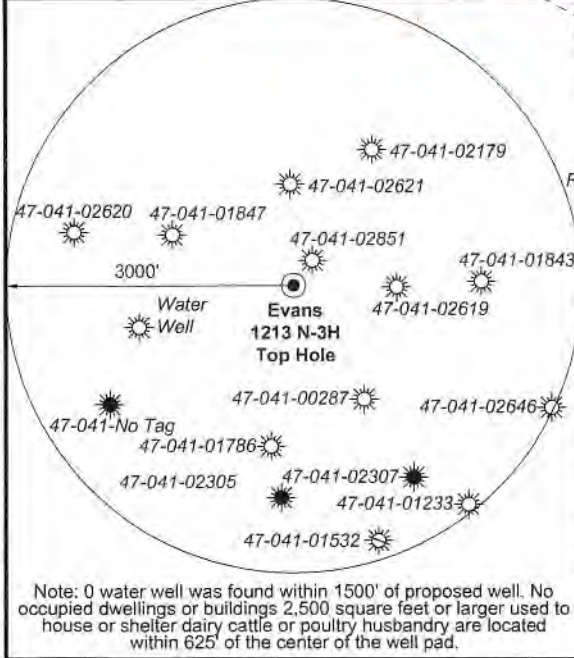 47-041-02179
47-041-02621
R
47-041-02620
47-041-01847
47-041-02851
47-041-01843
3000'
Water
Well
Evans
1213 N-3H
Top Hole
47-041-02619
47-041-00287
47-041-02646
47-041-No Tag
47-041-01786
47-041-02305
47-041-02307
47-041-01233
47-041-01532
Note: 0 water well was found within 1500' of proposed well. No
occupied dwellings or buildings 2,500 square feet or larger used to
house or shelter dairy cattle or poultry husbandry are located
within 625' of the center of the well pad.